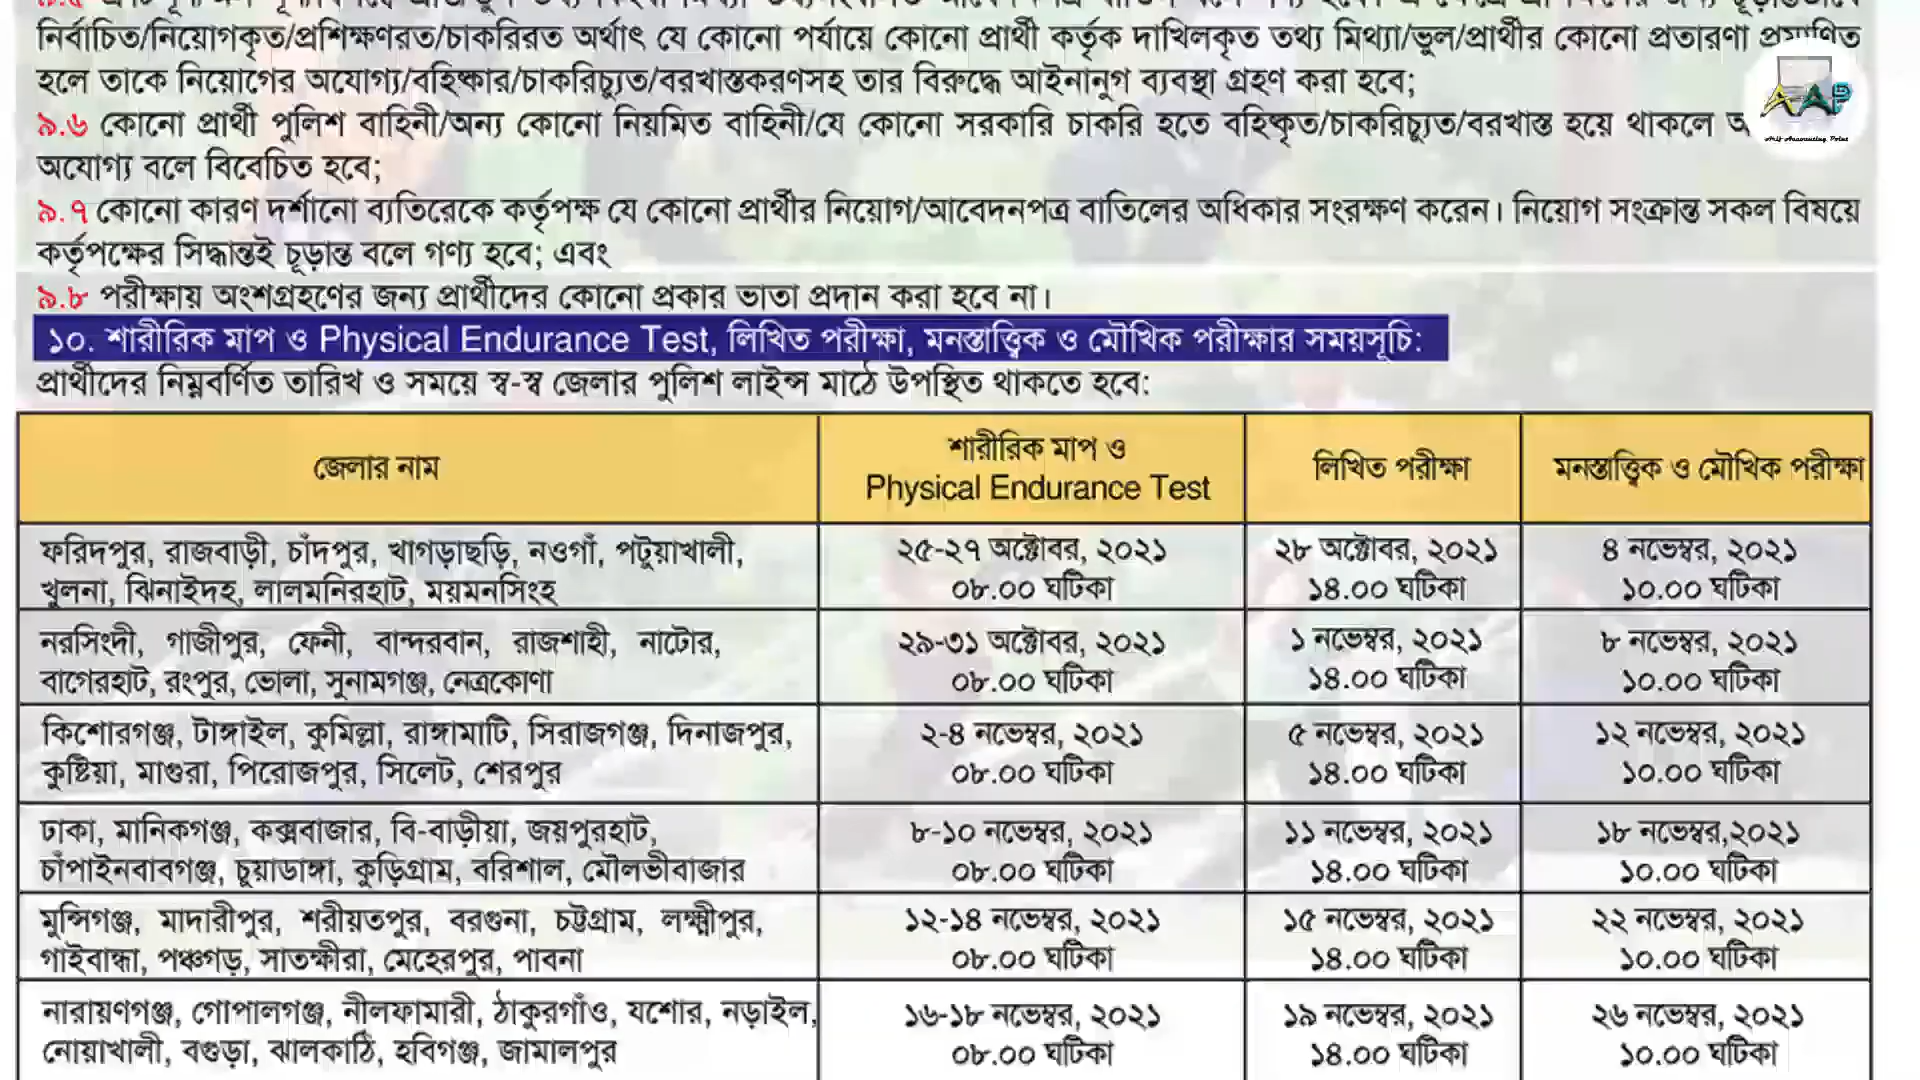 নির্বাচিত/নিয়োগকৃত/প্রশিক্ষণরত/চাকরিরত অর্থাৎ যে কোনো পর্যায়ে কোনো প্রার্থী কর্তৃক দাখিলকৃত তথ্য মিথ্যা/ভুল/প্রার্থীর কোনো প্রতারণা প্রমাণিত
হলে তাকে নিয়োগের অযোগ্য/বহিষ্কার/চাকরিচ্যুত/বরখাস্তকরণসহ তার বিরুদ্ধে আইনানুগ ব্যবস্থা গ্রহণ করা হবে;
৯.৬ কোনো প্রার্থী পুলিশ বাহিনী/অন্য কোনো নিয়মিত বাহিনী/যে কোনো সরকারি চাকরি হতে বহিষ্কৃত/চাকরিচ্যুত/বরখাস্ত হয়ে থাকলে
অযোগ্য বলে বিবেচিত হবে;
৯.৭ কোনো কারণ দর্শানো ব্যতিরেকে কর্তৃপক্ষ যে কোনো প্রার্থীর নিয়োগ/আবেদনপত্র বাতিলের অধিকার সংরক্ষণ করেন। নিয়োগ সংক্রান্ত সকল বিষয়ে
কর্তৃপক্ষের সিদ্ধান্তই চূড়ান্ত বলে গণ্য হবে; এবং
৯.৮ পরীক্ষায় অংশগ্রহণের জন্য প্রার্থীদের কোনো প্রকার ভাতা প্রদান করা হবে না।
১০. শারীরিক মাপ ও Physical Endurance Test, লিখিত পরীক্ষা, মনস্তাত্ত্বিক ও মৌখিক পরীক্ষার সময়সূচি:
প্রার্থীদের নিম্নবর্ণিত তারিখ ও সময়ে স্ব-স্ব জেলার পুলিশ লাইন্স মাঠে উপস্থিত থাকতে হবে:
জেলার নাম
শারীরিক মাপ ও
Physical Endurance Test
লিখিত পরীক্ষা
মনস্তাত্ত্বিক ও মৌখিক পরীক্ষা
ফরিদপুর, রাজবাড়ী, চাঁদপুর, খাগড়াছড়ি, নওগাঁ, পটুয়াখালী,
খুলনা, ঝিনাইদহ, লালমনিরহাট, ময়মনসিংহ
২৫-২৭ অক্টোবর, ২০২১
০৮.০০ ঘটিকা
২৮ অক্টোবর, ২০২১
১৪.০০ ঘটিকা
৪ নভেম্বর, ২০২১
১০.০০ ঘটিকা
নরসিংদী, গাজীপুর, ফেনী, বান্দরবান, রাজশাহী, নাটোর,
বাগেরহাট, রংপুর, ভোলা, সুনামগঞ্জ, নেত্রকোণা
২৯-৩১ অক্টোবর, ২০২১
০৮.০০ ঘটিকা
১ নভেম্বর, ২০২১
১৪.০০ ঘটিকা
৮ নভেম্বর, ২০২১
১০.০০ ঘটিকা
কিশোরগঞ্জ, টাঙ্গাইল, কুমিল্লা, রাঙ্গামাটি, সিরাজগঞ্জ, দিনাজপুর,
কুষ্টিয়া, মাগুরা, পিরোজপুর, সিলেট, শেরপুর
২-৪ নভেম্বর, ২০২১
০৮.০০ ঘটিকা
৫ নভেম্বর, ২০২১
১৪.০০ ঘটিকা
১২ নভেম্বর, ২০২১
১০.০০ ঘটিকা
ঢাকা, মানিকগঞ্জ, কক্সবাজার, বি-বাড়ীয়া, জয়পুরহাট,
চাঁপাইনবাবগঞ্জ, চুয়াডাঙ্গা, কুড়িগ্রাম, বরিশাল, মৌলভীবাজার
৮-১০ নভেম্বর, ২০২১
০৮.০০ ঘটিকা
১১ নভেম্বর, ২০২১
১৪.০০ ঘটিকা
১৮ নভেম্বর,২০২১
১০.০০ ঘটিকা
মুন্সিগঞ্জ, মাদারীপুর, শরীয়তপুর, বরগুনা, চট্টগ্রাম, লক্ষ্মীপুর,
গাইবান্ধা, পঞ্চগড়, সাতক্ষীরা, মেহেরপুর, পাবনা
১২-১৪ নভেম্বর, ২০২১
০৮.০০ ঘটিকা
১৫ নভেম্বর, ২০২১
১৪.০০ ঘটিকা
২২ নভেম্বর, ২০২১
১০.০০ ঘটিকা
নারায়ণগঞ্জ, গোপালগঞ্জ, নীলফামারী, ঠাকুরগাঁও, যশোর, নড়াইল,
নোয়াখালী, বগুড়া, ঝালকাঠি, হবিগঞ্জ, জামালপুর
১৬-১৮ নভেম্বর, ২০২১
০৮.০০ ঘটিকা
১৯ নভেম্বর, ২০২১
১৪.০০ ঘটিকা
২৬ নভেম্বর, ২০২১
১০.০০ ঘটিকা
AAP
Arif Accounting Point